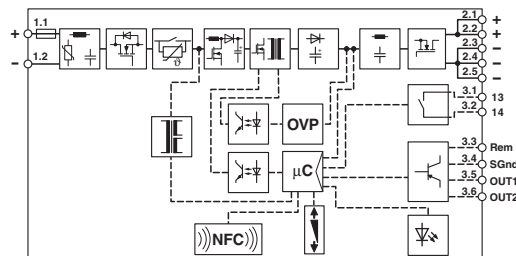 + 1.1
– 1.2
2.1 +
2.2 +
2.3 –
2.4 –
2.5 –
ϑ
OVP
µC
NFC
3.1 13
3.2 14
3.3 Rem
3.4 SGnd
3.5 OUT1
3.6 OUT2